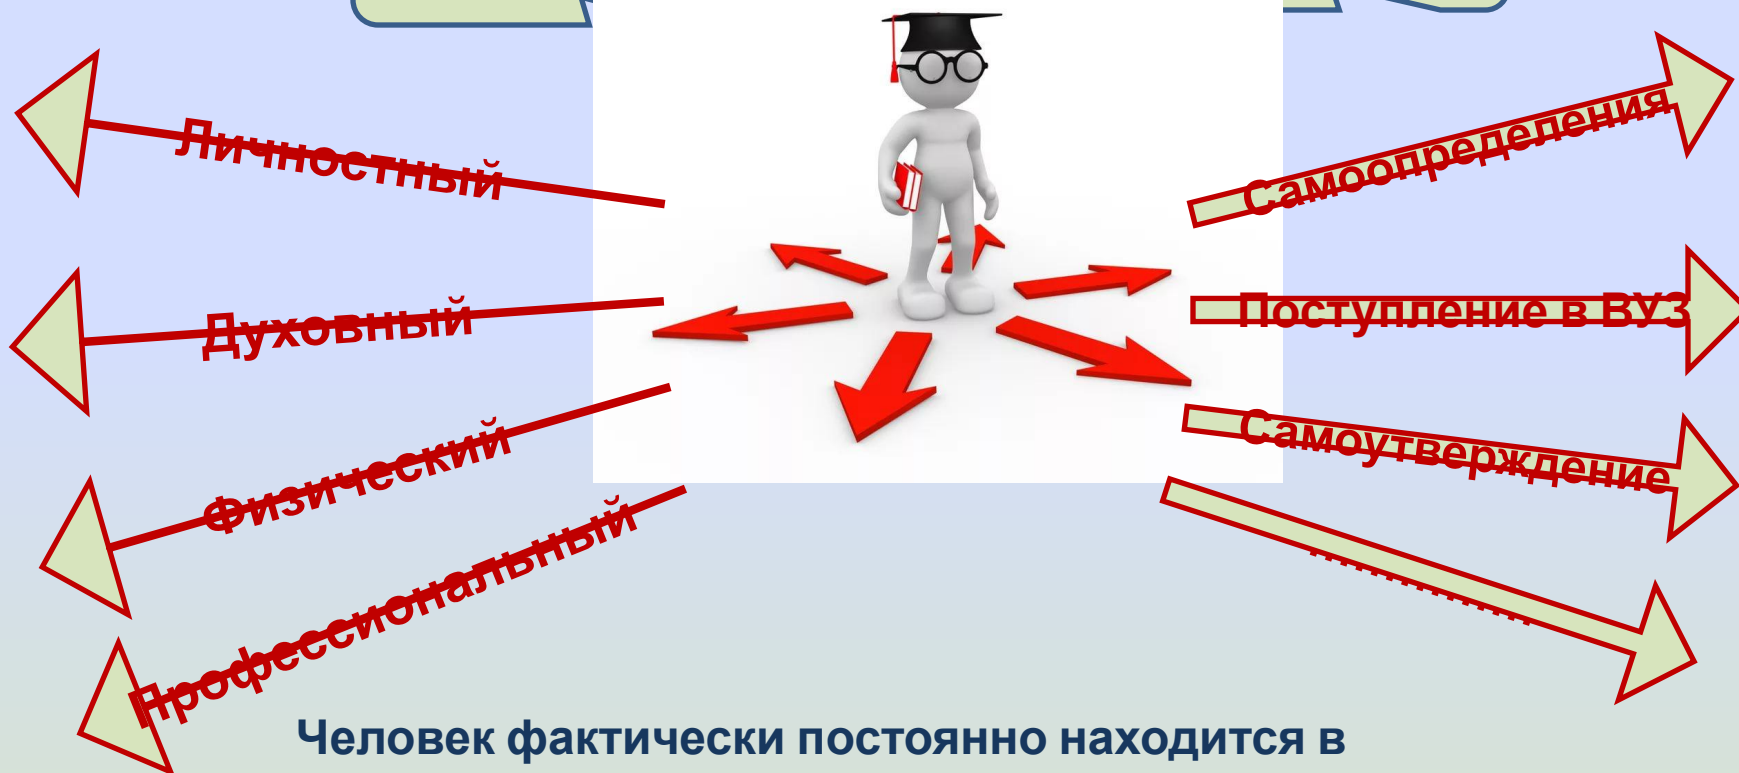 Личностный
Духовный
Физический
Профессиональный
Самоопределения
Поступление в ВУЗ
Самоутверждение
...............
Человек фактически постоянно находится в